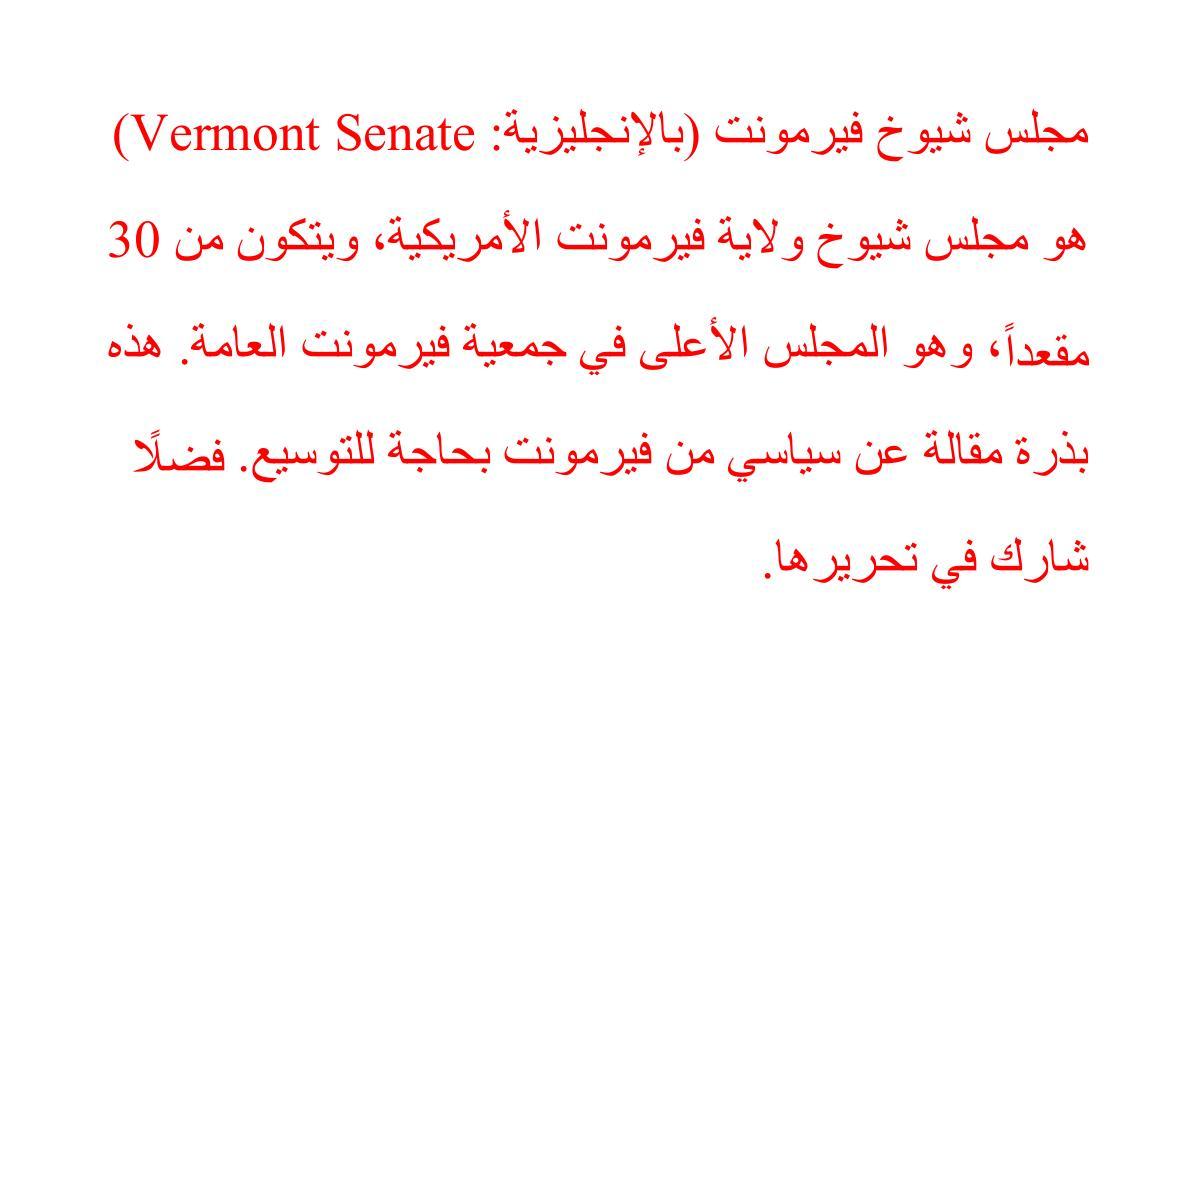 مجلس شيوخ فيرمونت (بالإنجليزية: Vermont Senate)
هو مجلس شيوخ ولاية فيرمونت الأمريكية، ويتكون من 30
مقعداً، وهو المجلس الأعلى في جمعية فيرمونت العامة. هذه
بذرة مقالة عن سياسي من فيرمونت بحاجة للتوسيع. فضلًا
شارك في تحريرها.